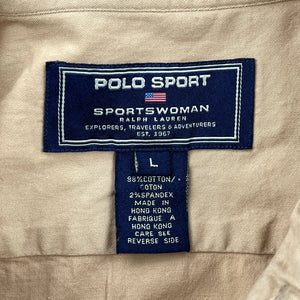 POLO SPORT
SPORTSWOMAN
RALPH LAUREN
EXPLORERS, TRAVELERS & ADVENTURERS
EST. 1967
L
98% COTTON/
COTON
2% SPANDEX
MADE IN
HONG KONG
FABRIQUE A
HONG KONG
CARE SEE
REVERSE SIDE